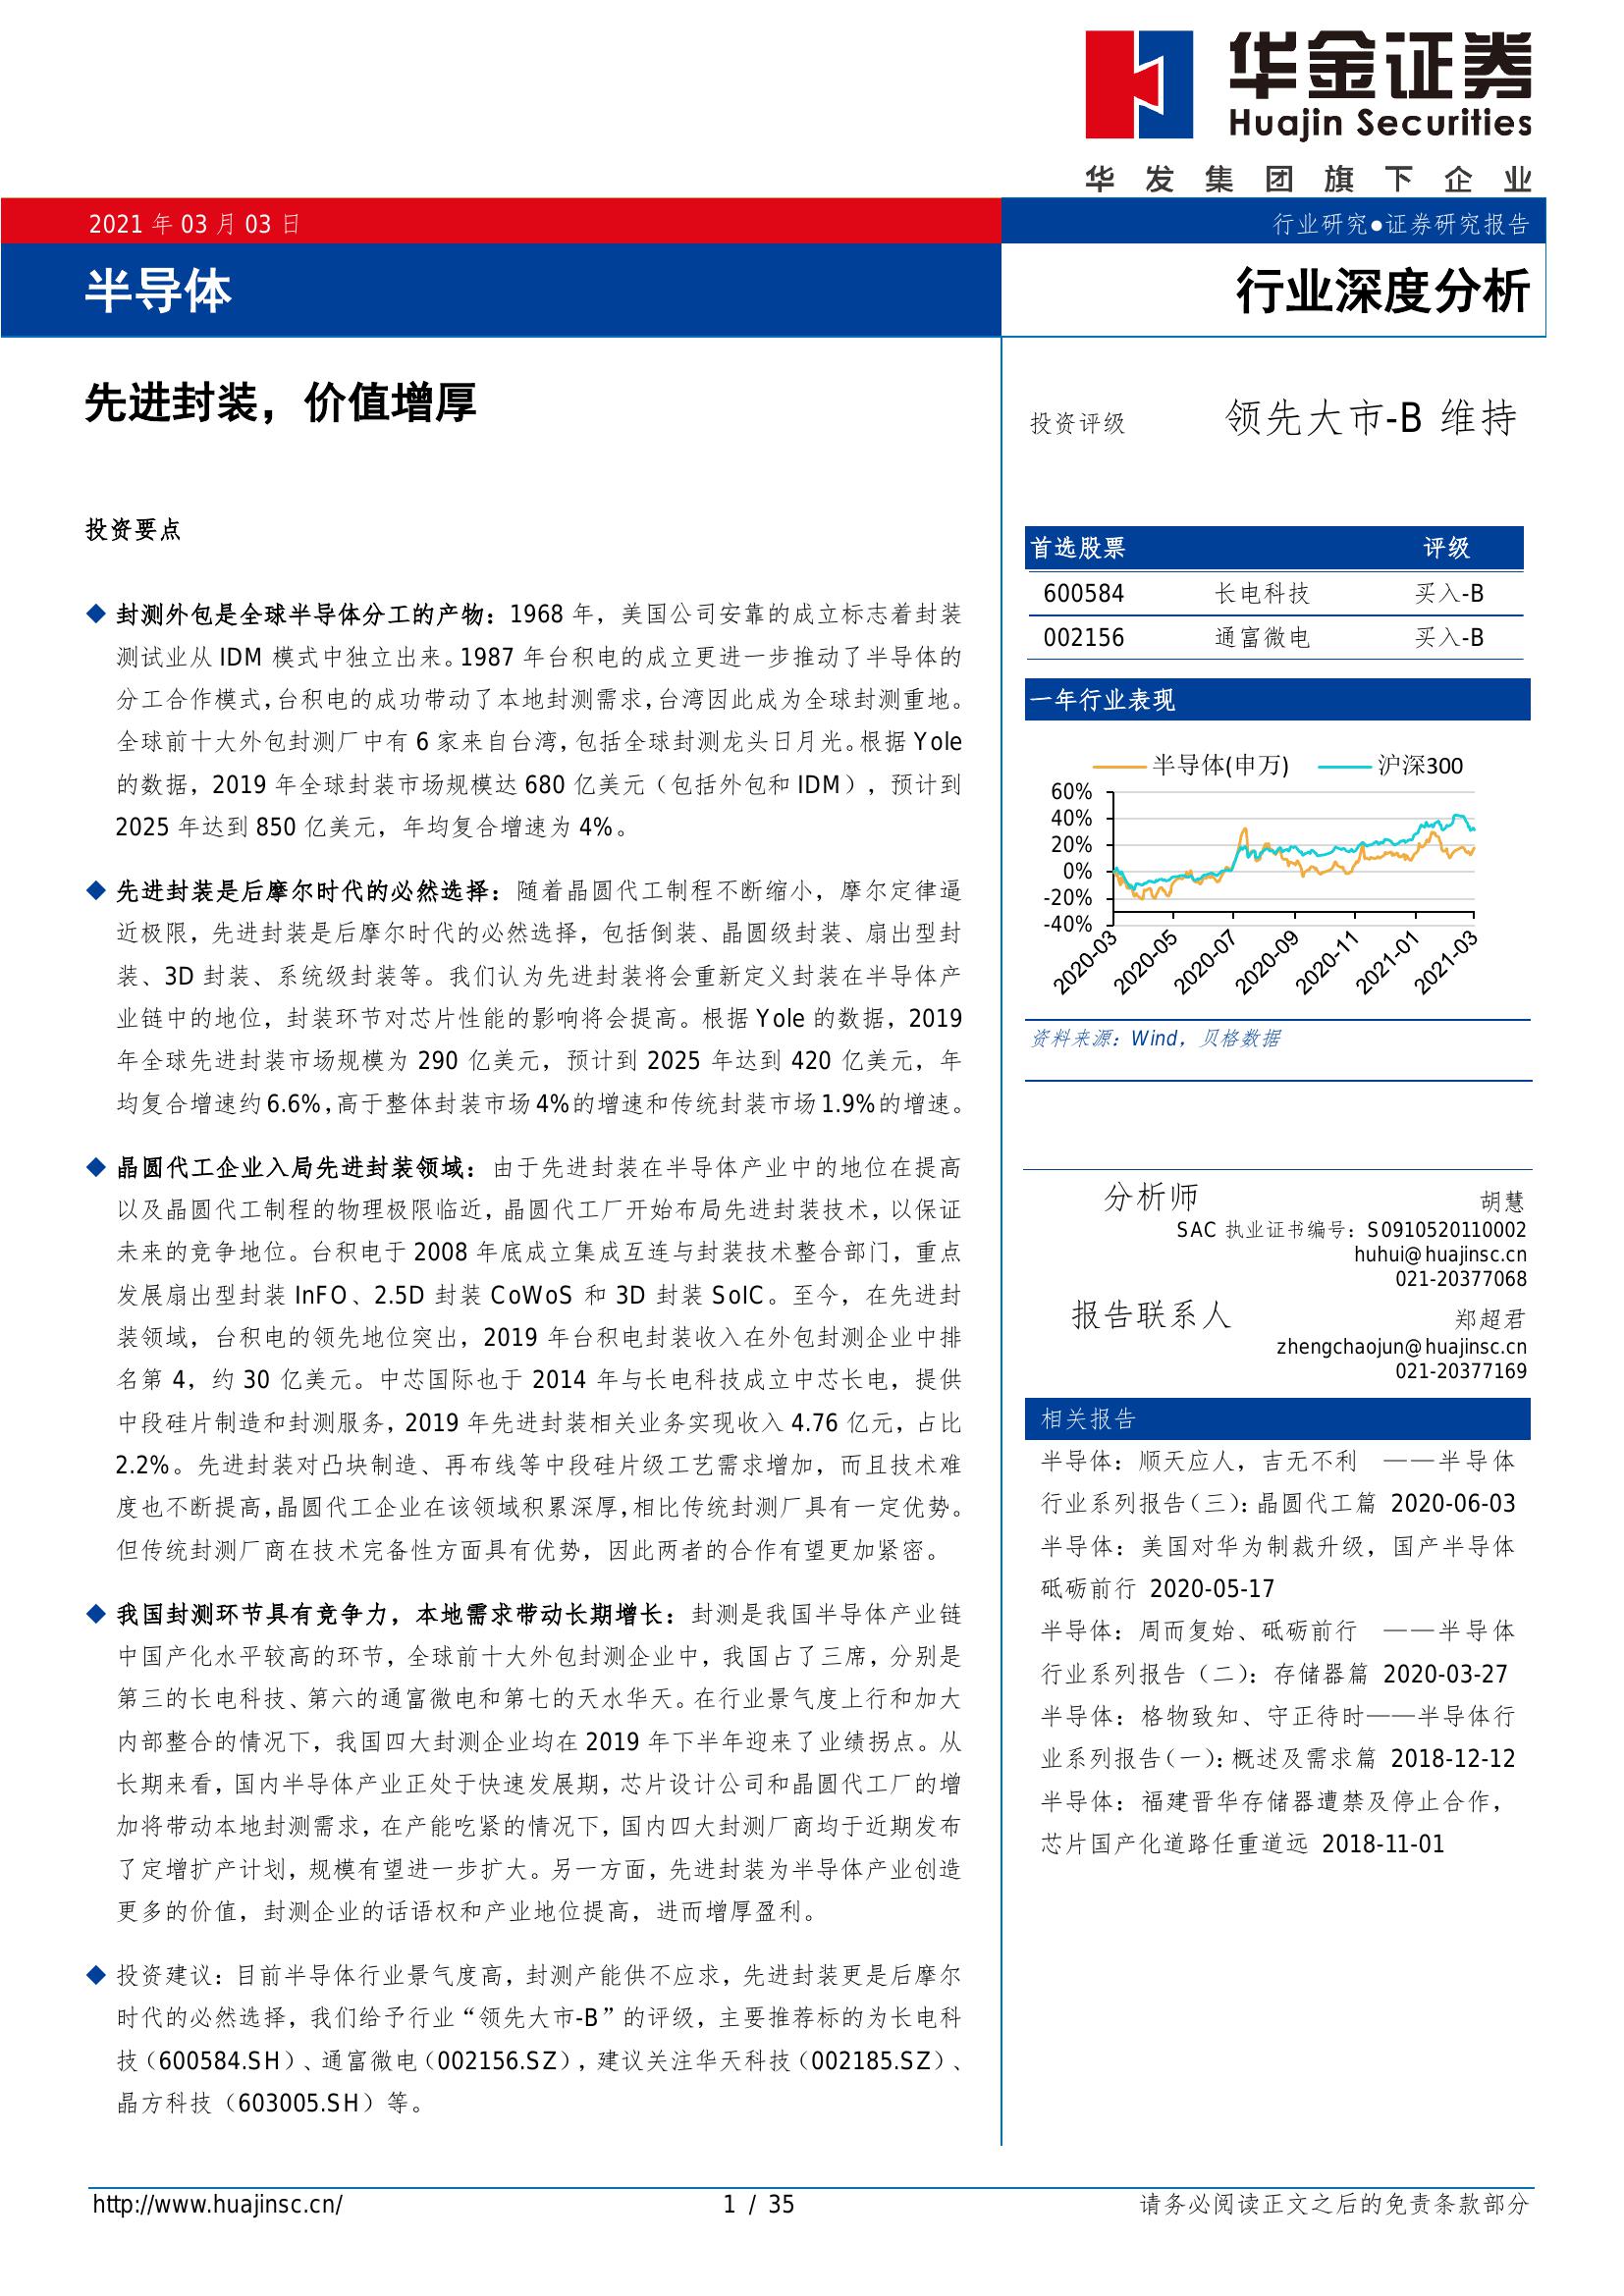 华金证券
Huajin Securities
华发集团旗下企业
2021 年 03 月 03 日
行业研究●证券研究报告
半导体
行业深度分析
先进封装，价值增厚
投资要点
◆ 封测外包是全球半导体分工的产物：1968 年，美国公司安靠的成立标志着封装
测试业从 IDM 模式中独立出来。1987 年台积电的成立更进一步推动了半导体的
分工合作模式，台积电的成功带动了本地封测需求，台湾因此成为全球封测重地。
全球前十大外包封测厂中有 6 家来自台湾，包括全球封测龙头日月光。根据 Yole
的数据，2019 年全球封装市场规模达 680 亿美元（包括外包和 IDM），预计到
2025 年达到 850 亿美元，年均复合增速为 4%。
◆ 先进封装是后摩尔时代的必然选择：随着晶圆代工制程不断缩小，摩尔定律逼
近极限，先进封装是后摩尔时代的必然选择，包括倒装、晶圆级封装、扇出型封
装、3D 封装、系统级封装等。我们认为先进封装将会重新定义封装在半导体产
业链中的地位，封装环节对芯片性能的影响将会提高。根据 Yole 的数据，2019
年全球先进封装市场规模为 290 亿美元，预计到 2025 年达到 420 亿美元，年
均复合增速约 6.6%，高于整体封装市场 4%的增速和传统封装市场 1.9%的增速。
◆ 晶圆代工企业入局先进封装领域：由于先进封装在半导体产业中的地位在提高
以及晶圆代工制程的物理极限临近，晶圆代工厂开始布局先进封装技术，以保证
未来的竞争地位。台积电于 2008 年底成立集成互连与封装技术整合部门，重点
发展扇出型封装 InFO、2.5D 封装 CoWoS 和 3D 封装 SoIC。至今，在先进封
装领域，台积电的领先地位突出，2019 年台积电封装收入在外包封测企业中排
名第 4，约 30 亿美元。中芯国际也于 2014 年与长电科技成立中芯长电，提供
中段硅片制造和封测服务，2019 年先进封装相关业务实现收入 4.76 亿元，占比
2.2%。先进封装对凸块制造、再布线等中段硅片级工艺需求增加，而且技术难
度也不断提高，晶圆代工企业在该领域积累深厚，相比传统封测厂具有一定优势。
但传统封测厂商在技术完备性方面具有优势，因此两者的合作有望更加紧密。
◆ 我国封测环节具有竞争力，本地需求带动长期增长：封测是我国半导体产业链
中国产化水平较高的环节，全球前十大外包封测企业中，我国占了三席，分别是
第三的长电科技、第六的通富微电和第七的天水华天。在行业景气度上行和加大
内部整合的情况下，我国四大封测企业均在 2019 年下半年迎来了业绩拐点。从
长期来看，国内半导体产业正处于快速发展期，芯片设计公司和晶圆代工厂的增
加将带动本地封测需求，在产能吃紧的情况下，国内四大封测厂商均于近期发布
了定增扩产计划，规模有望进一步扩大。另一方面，先进封装为半导体产业创造
更多的价值，封测企业的话语权和产业地位提高，进而增厚盈利。
◆ 投资建议：目前半导体行业景气度高，封测产能供不应求，先进封装更是后摩尔
时代的必然选择，我们给予行业“领先大市-B”的评级，主要推荐标的为长电科
技（600584.SH）、通富微电（002156.SZ），建议关注华天科技（002185.SZ）、
晶方科技（603005.SH）等。
投资评级 领先大市-B 维持
首选股票 评级
600584 长电科技 买入-B
002156 通富微电 买入-B
一年行业表现
半导体(申万) 沪深300
60%
40%
20%
0%
-20%
-40%
2020-03 2020-05 2020-07 2020-09 2020-11 2021-01 2021-03
资料来源：Wind，贝格数据
分析师 胡慧
SAC 执业证书编号：S0910520110002
huhui@huajinsc.cn
021-20377068
报告联系人 郑超君
zhengchaojun@huajinsc.cn
021-20377169
相关报告
半导体：顺天应人，吉无不利 ——半导体
行业系列报告（三）：晶圆代工篇 2020-06-03
半导体：美国对华为制裁升级，国产半导体
砥砺前行 2020-05-17
半导体：周而复始、砥砺前行 ——半导体
行业系列报告（二）：存储器篇 2020-03-27
半导体：格物致知、守正待时——半导体行
业系列报告（一）：概述及需求篇 2018-12-12
半导体：福建晋华存储器遭禁及停止合作，
芯片国产化道路任重道远 2018-11-01
http://www.huajinsc.cn/ 1 / 35 请务必阅读正文之后的免责条款部分